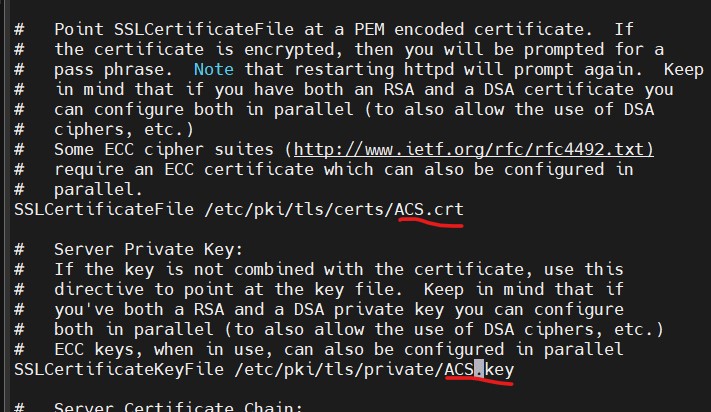 #   Point SSLCertificateFile at a PEM encoded certificate.  If
#   the certificate is encrypted, then you will be prompted for a
#   pass phrase.  Note that restarting httpd will prompt again.  Keep
#   in mind that if you have both an RSA and a DSA certificate you
#   can configure both in parallel (to also allow the use of DSA
#   ciphers, etc.)
#   Some ECC cipher suites (http://www.ietf.org/rfc/rfc4492.txt)
#   require an ECC certificate which can also be configured in
#   parallel.
SSLCertificateFile /etc/pki/tls/certs/ACS.crt
#   Server Private Key:
#   If the key is not combined with the certificate, use this
#   directive to point at the key file.  Keep in mind that if
#   you've both a RSA and a DSA private key you can configure
#   both in parallel (to also allow the use of DSA ciphers, etc.)
#   ECC keys, when in use, can also be configured in parallel
SSLCertificateKeyFile /etc/pki/tls/private/ACS.key
#   Server Certificate Chain: